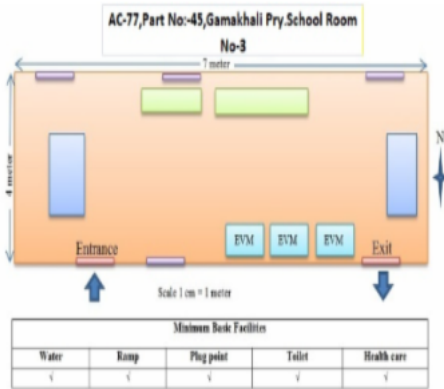 AC-77,Part No:-45,Gamakhali Pry.School Room
No-3
7 meter
4 meter
N
EVM EVM EVM
Entrance Exit
Scale 1 cm = 1 meter
Minimum Basic Facilities
Water Ramp Plug point Toilet Health care
√ √ √ √ √